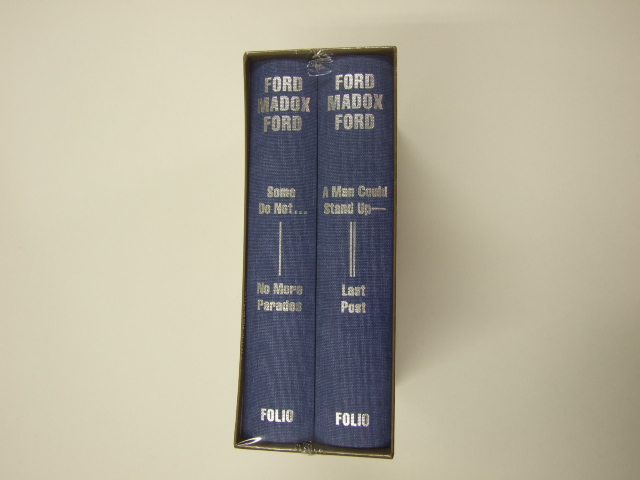 FORD
MADOX
FORD
Some
Do Not...
No More
Parades
FOLIO
FORD
MADOX
FORD
A Man Could
Stand Up—
Last
Post
FOLIO